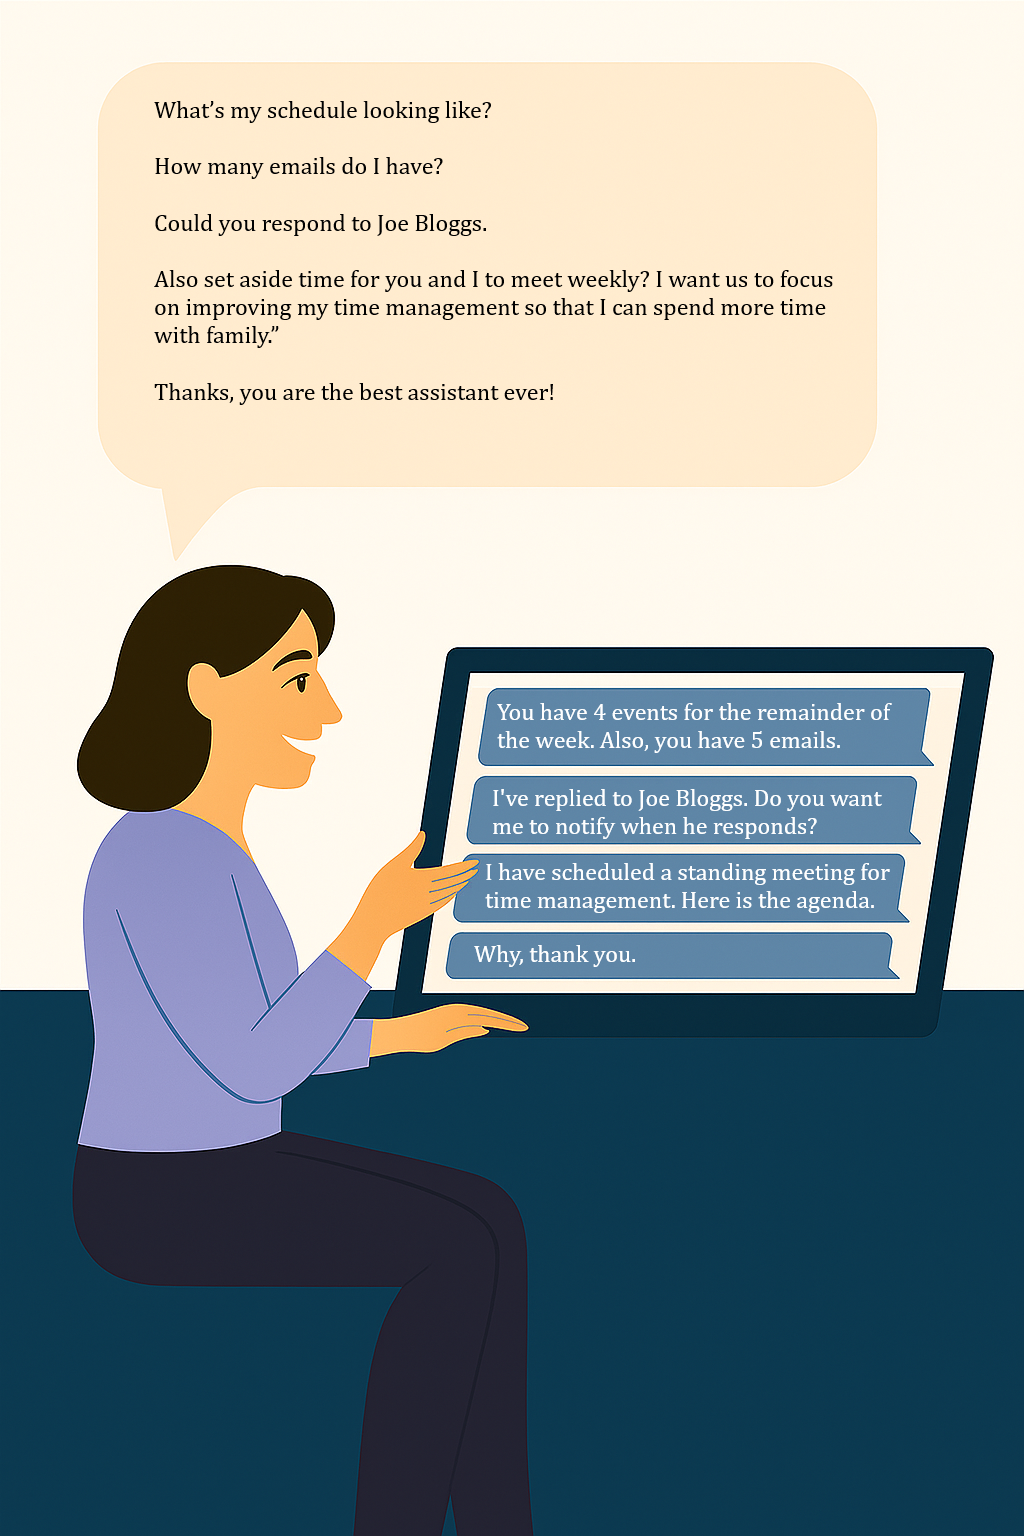 What’s my schedule looking like?
How many emails do I have?
Could you respond to Joe Bloggs.
Also set aside time for you and I to meet weekly? I want us to focus
on improving my time management so that I can spend more time
with family.”
Thanks, you are the best assistant ever!
You have 4 events for the remainder of
the week. Also, you have 5 emails.
I've replied to Joe Bloggs. Do you want
me to notify when he responds?
I have scheduled a standing meeting for
time management. Here is the agenda.
Why, thank you.